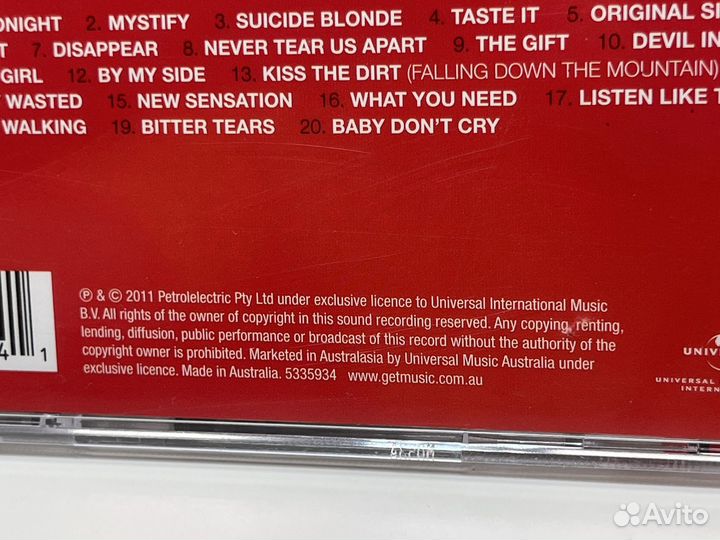 ONIGHT 2. MYSTIFY 3. SUICIDE BLONDE 4. TASTE IT 5. ORIGINAL SI
T 7. DISAPPEAR 8. NEVER TEAR US APART 9. THE GIFT 10. DEVIL IN
GIRL 12. BY MY SIDE 13. KISS THE DIRT (FALLING DOWN THE MOUNTAIN)
WASTED 15. NEW SENSATION 16. WHAT YOU NEED 17. LISTEN LIKE T
WALKING 19. BITTER TEARS 20. BABY DON'T CRY
℗ & © 2011 Petrolelectric Pty Ltd under exclusive licence to Universal International Music
B.V. All rights of the owner of copyright in this sound recording reserved. Any copying, renting,
lending, diffusion, public performance or broadcast of this record without the authority of the
copyright owner is prohibited. Marketed in Australasia by Universal Music Australia under
exclusive licence. Made in Australia. 5335934 www.getmusic.com.au
4 1
UNIV
UNIVERSAL
INTERN
Avito